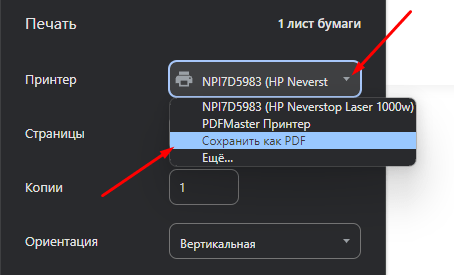 Печать
1 лист бумаги
Принтер
NPI7D5983 (HP Neverst
NPI7D5983 (HP Neverstop Laser 1000w)
PDFMaster Принтер
Страницы
Сохранить как PDF
Ещё...
Копии
1
Ориентация
Вертикальная